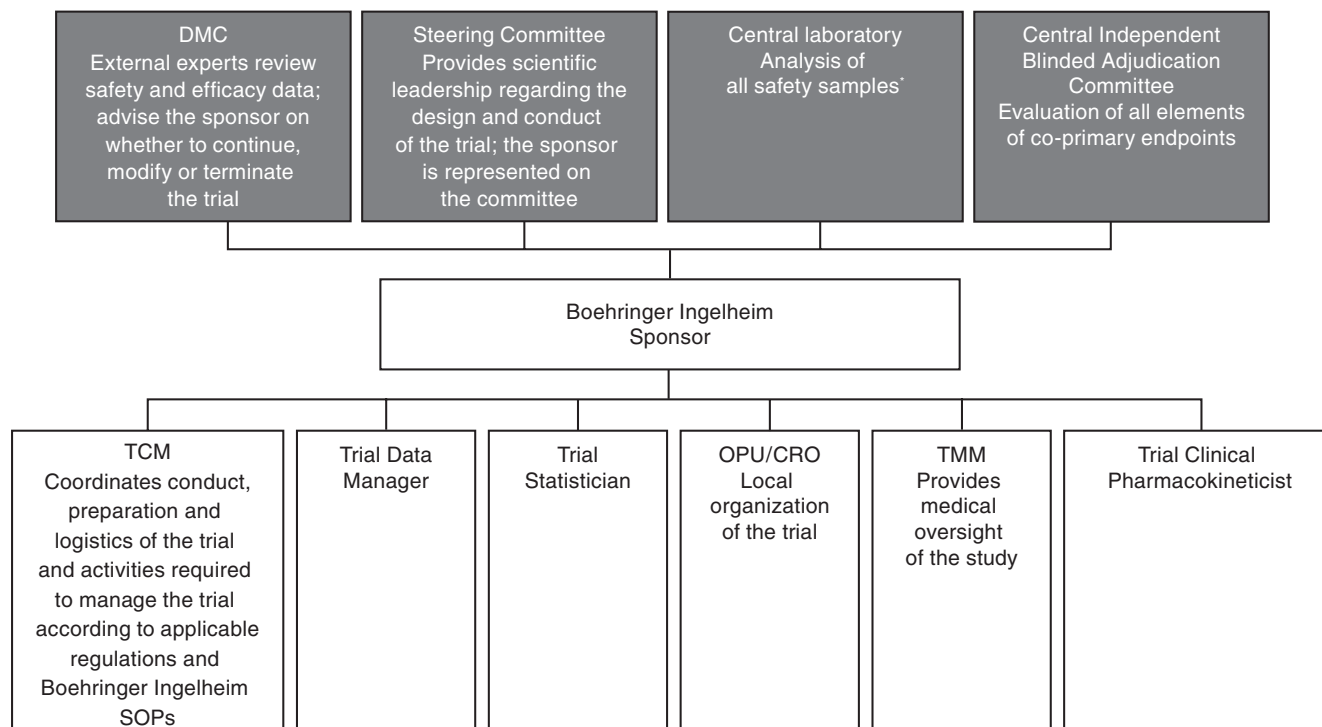 DMC
External experts review
safety and efficacy data;
advise the sponsor on
whether to continue,
modify or terminate
the trial
Steering Committee
Provides scientific
leadership regarding the
design and conduct
of the trial; the sponsor
is represented on
the committee
Central laboratory
Analysis of
all safety samples*
Central Independent
Blinded Adjudication
Committee
Evaluation of all elements
of co-primary endpoints
Boehringer Ingelheim
Sponsor
TCM
Coordinates conduct,
preparation and
logistics of the trial
and activities required
to manage the trial
according to applicable
regulations and
Boehringer Ingelheim
SOPs
Trial Data
Manager
Trial
Statistician
OPU/CRO
Local
organization
of the trial
TMM
Provides
medical
oversight
of the study
Trial Clinical
Pharmacokineticist